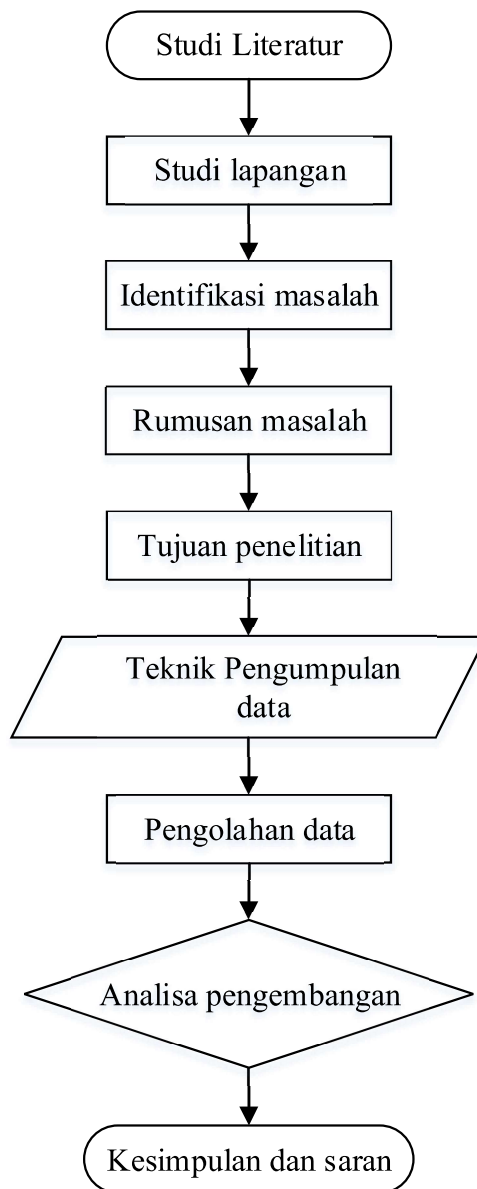 Studi Literatur
Studi lapangan
Identifikasi masalah
Rumusan masalah
Tujuan penelitian
Teknik Pengumpulan
data
Pengolahan data
Analisa pengembangan
Kesimpulan dan saran